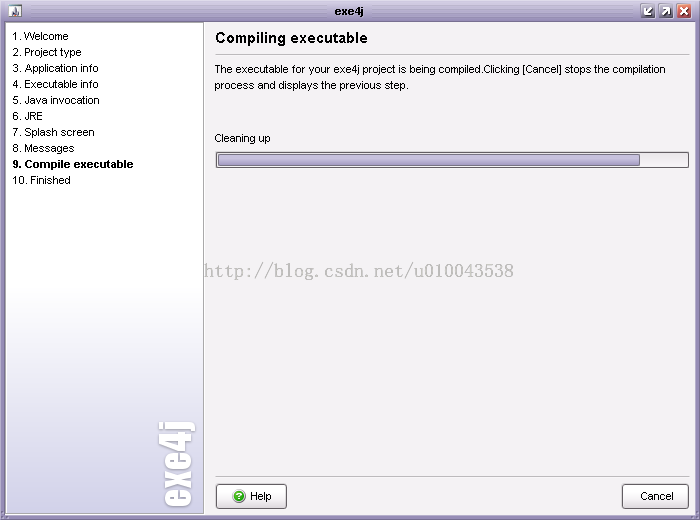 exe4j
1. Welcome
2. Project type
3. Application info
4. Executable info
5. Java invocation
6. JRE
7. Splash screen
8. Messages
9. Compile executable
10. Finished
exe4j
Compiling executable
The executable for your exe4j project is being compiled.Clicking [Cancel] stops the compilation
process and displays the previous step.
Cleaning up
http://blog.csdn.net/u010043538
Help
Cancel